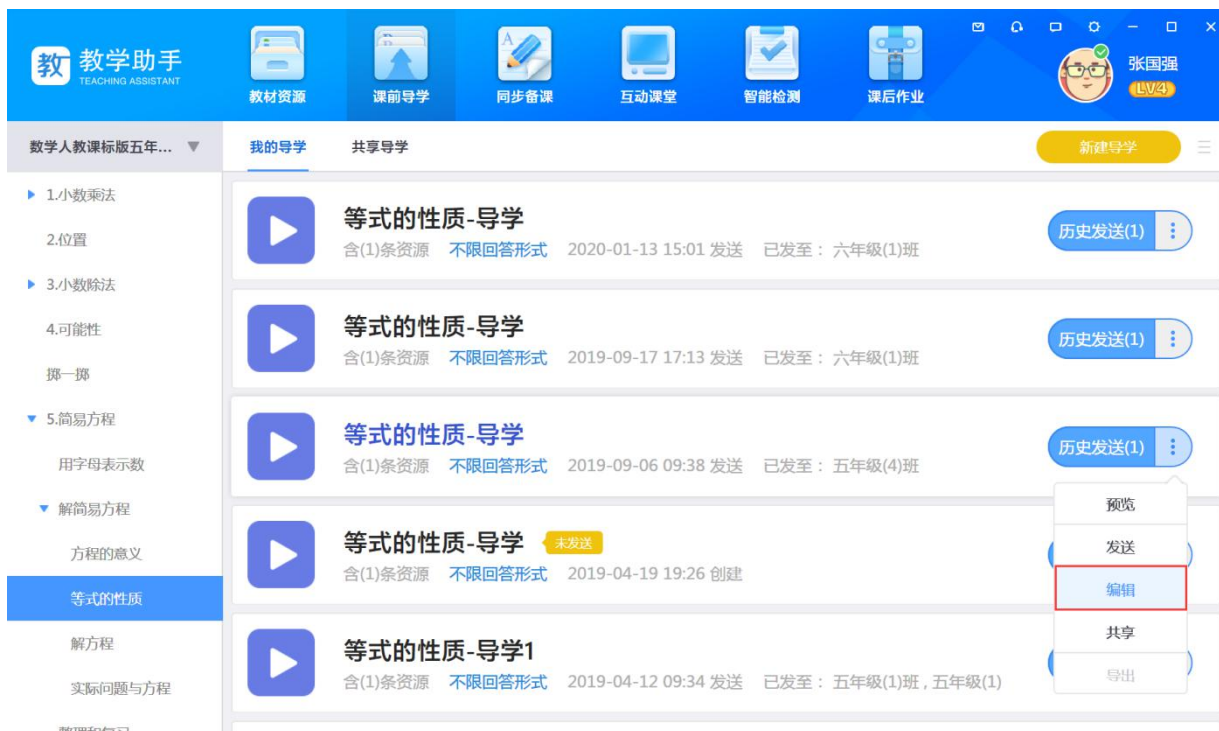 教 教学助手
TEACHING ASSISTANT
教材资源 课前导学 同步备课 互动课堂 智能检测 课后作业
张国强
LV4
数学人教课标版五年...
我的导学 共享导学 新建导学
1.小数乘法
2.位置
3.小数除法
4.可能性
掷一掷
5.简易方程
用字母表示数
解简易方程
方程的意义
等式的性质
解方程
实际问题与方程
整理和复习
等式的性质-导学
含(1)条资源 不限回答形式 2020-01-13 15:01 发送 已发至： 六年级(1)班
历史发送(1)
等式的性质-导学
含(1)条资源 不限回答形式 2019-09-17 17:13 发送 已发至： 六年级(1)班
历史发送(1)
等式的性质-导学
含(1)条资源 不限回答形式 2019-09-06 09:38 发送 已发至： 五年级(4)班
历史发送(1)
预览
发送
编辑
共享
导出
等式的性质-导学 未发送
含(1)条资源 不限回答形式 2019-04-19 19:26 创建
等式的性质-导学1
含(1)条资源 不限回答形式 2019-04-12 09:34 发送 已发至： 五年级(1)班 , 五年级(1)